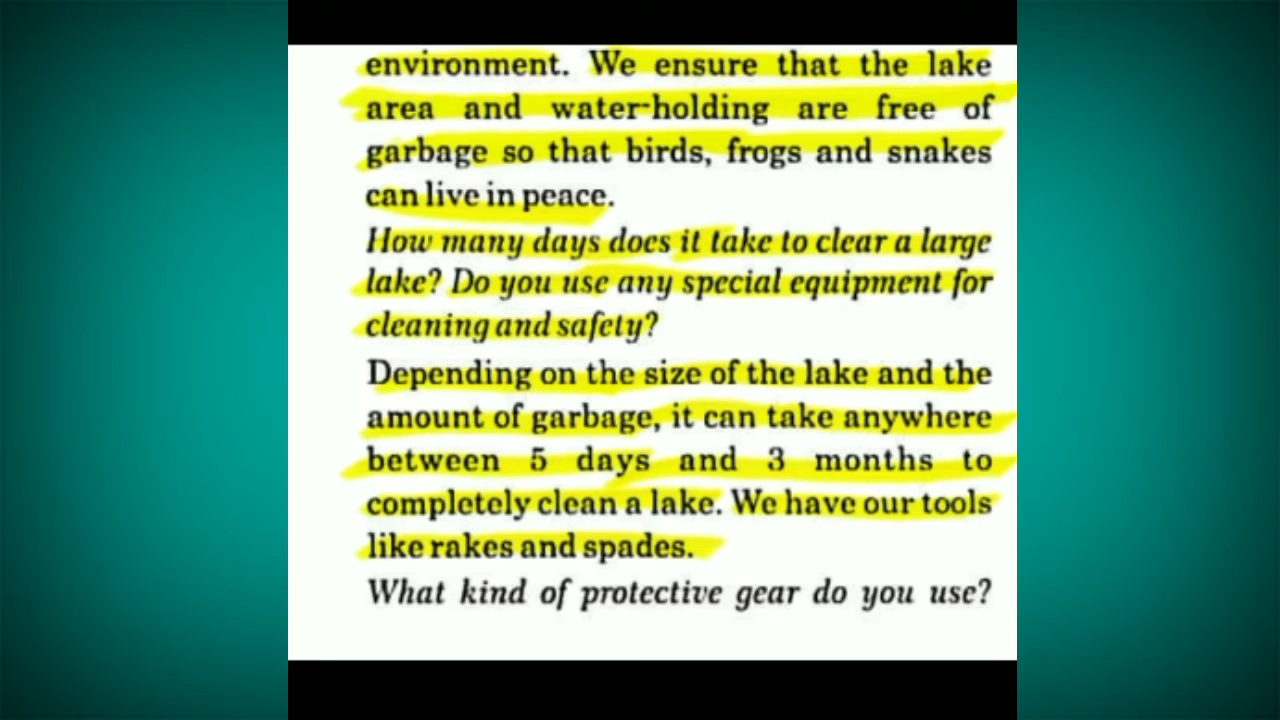 environment. We ensure that the lake
area and water-holding are free of
garbage so that birds, frogs and snakes
can live in peace.
How many days does it take to clear a large
lake? Do you use any special equipment for
cleaning and safety?
Depending on the size of the lake and the
amount of garbage, it can take anywhere
between 5 days and 3 months to
completely clean a lake. We have our tools
like rakes and spades.
What kind of protective gear do you use?